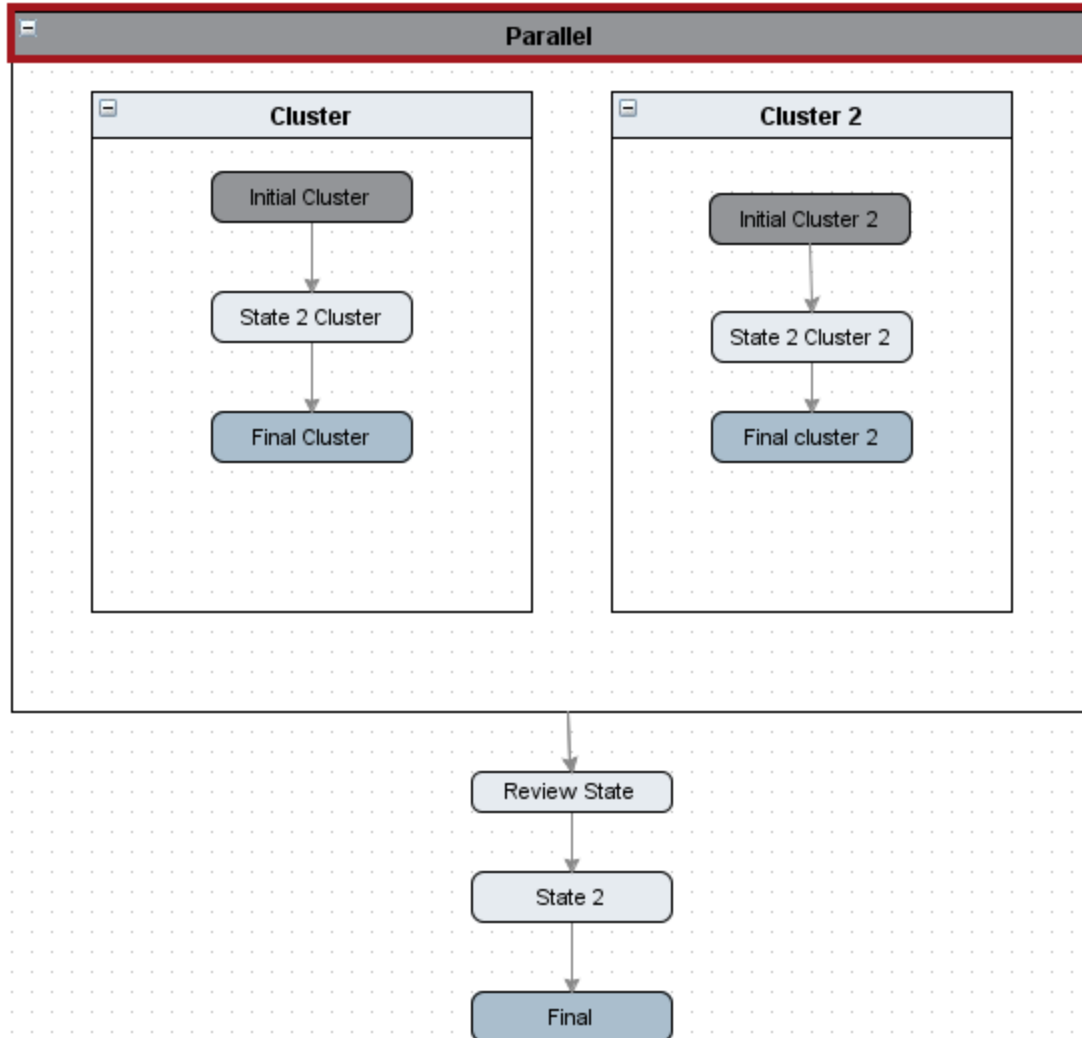 Parallel
Cluster
Initial Cluster
State 2 Cluster
Final Cluster
Cluster 2
Initial Cluster 2
State 2 Cluster 2
Final cluster 2
Review State
State 2
Final